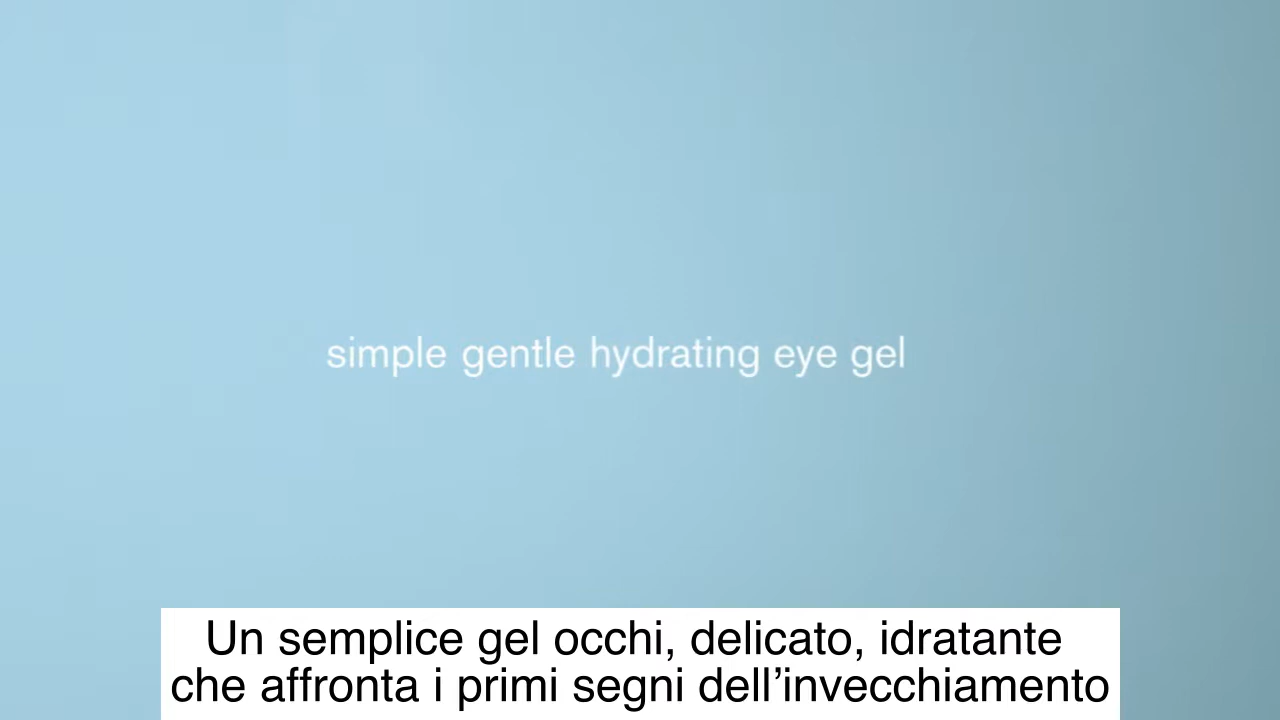 simple gentle hydrating eye gel
Un semplice gel occhi, delicato, idratante
che affronta i primi segni dell’invecchiamento